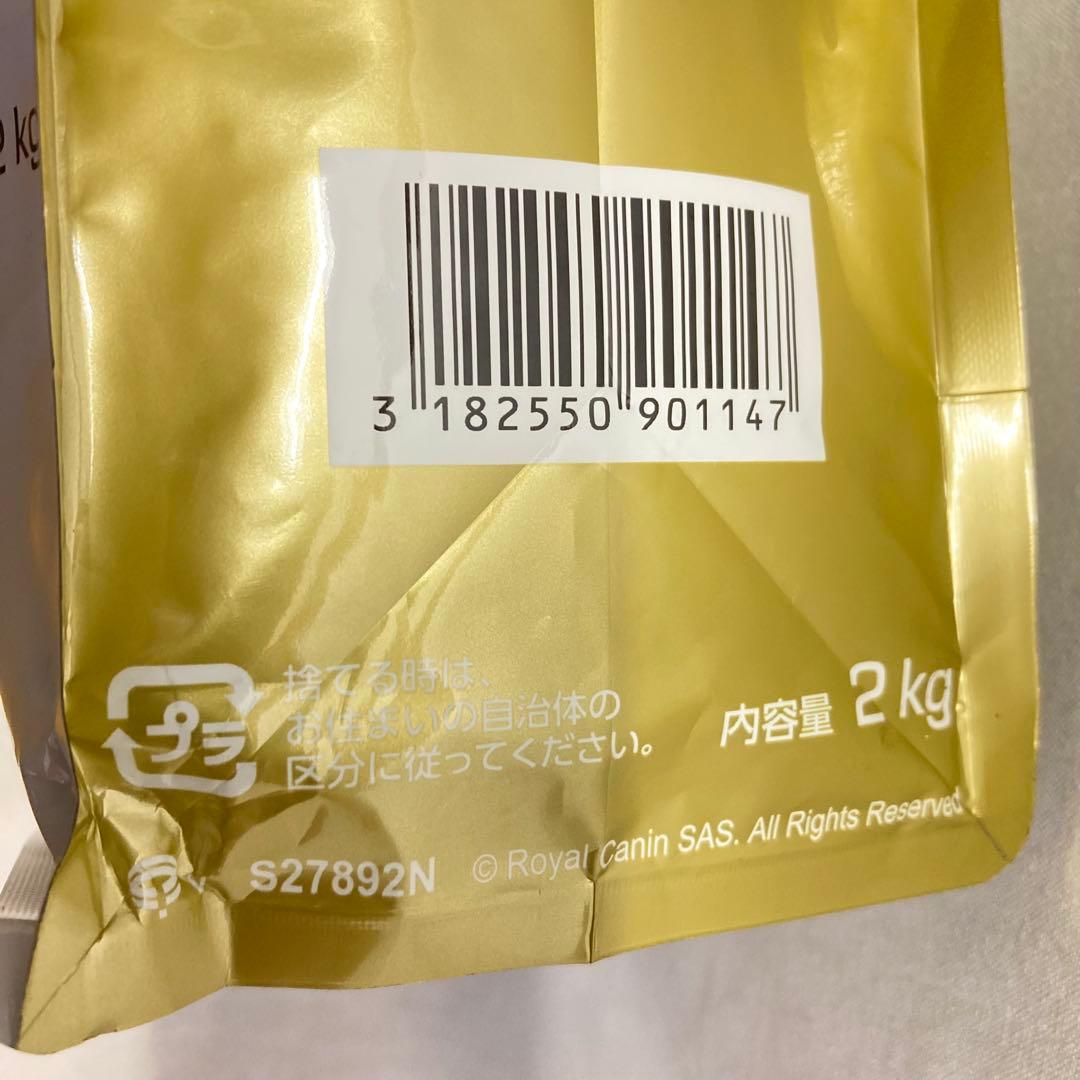 2 kg
3 182550 901147
プラ
捨てる時は、
お住まいの自治体の
区分に従ってください。
内容量 2 kg
S27892N
© Royal Canin SAS. All Rights Reserved